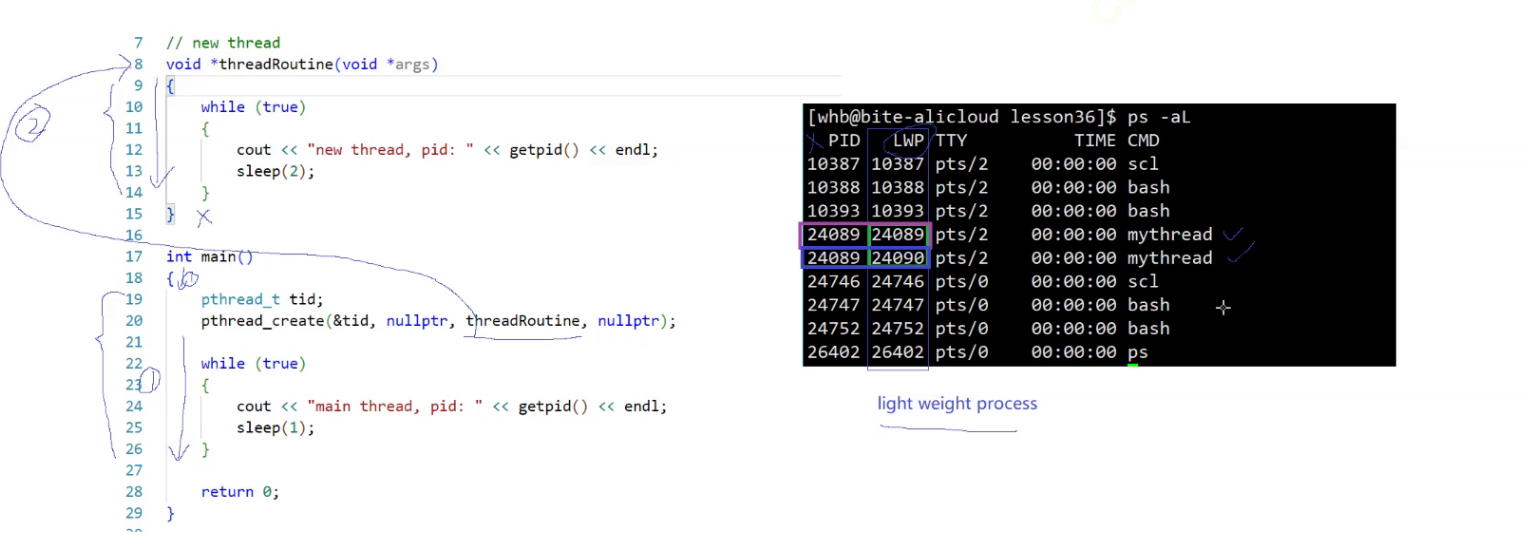 7 // new thread
8 void *threadRoutine(void *args)
9 {
10 while (true)
11 {
12 cout << "new thread, pid: " << getpid() << endl;
13 sleep(2);
14 }
15 }
16
17 int main()
18 {
19 pthread_t tid;
20 pthread_create(&tid, nullptr, threadRoutine, nullptr);
21
22 while (true)
23 {
24 cout << "main thread, pid: " << getpid() << endl;
25 sleep(1);
26 }
27
28 return 0;
29 }
2
1
[whb@bite-alicloud lesson36]$ ps -aL
PID LWP TTY TIME CMD
10387 10387 pts/2 00:00:00 scl
10388 10388 pts/2 00:00:00 bash
10393 10393 pts/2 00:00:00 bash
24089 24089 pts/2 00:00:00 mythread
24089 24090 pts/2 00:00:00 mythread
24746 24746 pts/0 00:00:00 scl
24747 24747 pts/0 00:00:00 bash
24752 24752 pts/0 00:00:00 bash
26402 26402 pts/0 00:00:00 ps
light weight process